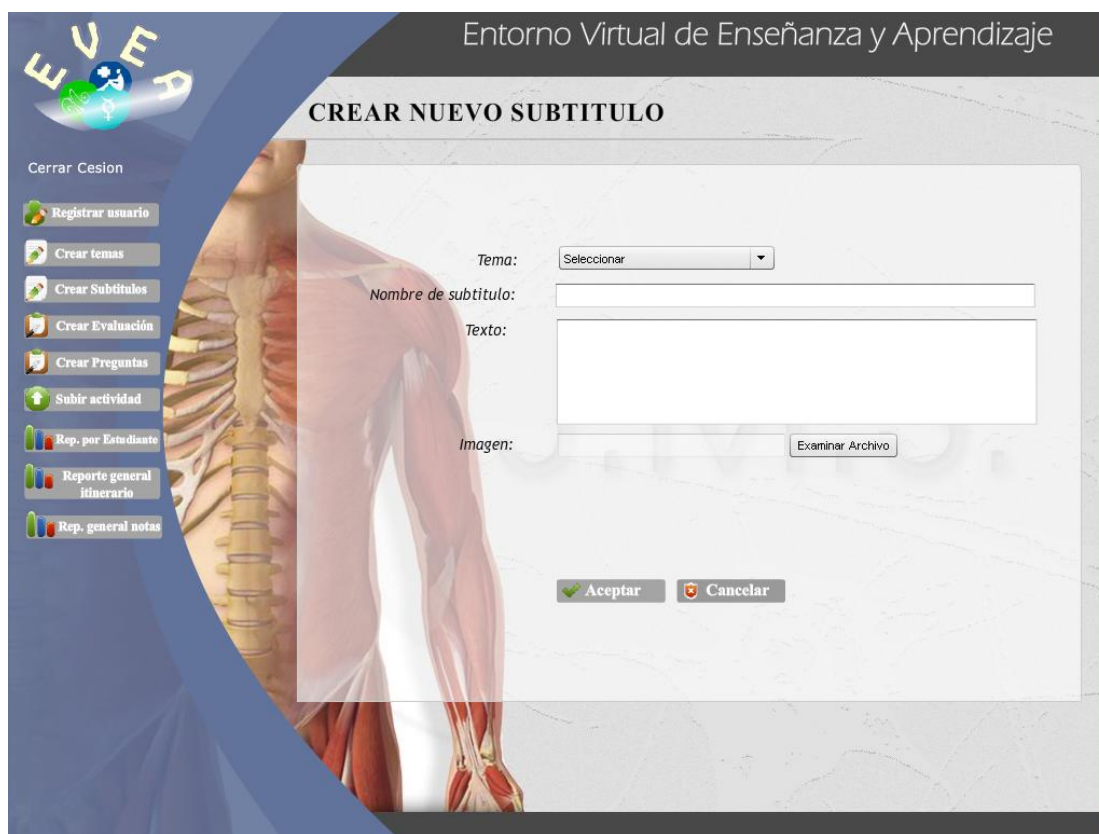 EVEA
Entorno Virtual de Enseñanza y Aprendizaje
CREAR NUEVO SUBTITULO
Cerrar Cesion
Registrar usuario
Crear temas
Crear Subtitulos
Crear Evaluación
Crear Preguntas
Subir actividad
Rep. por Estudiante
Reporte general
itinerario
Rep. general notas
Tema:
Seleccionar
Nombre de subtitulo:
Texto:
Imagen:
Examinar Archivo
Aceptar
Cancelar